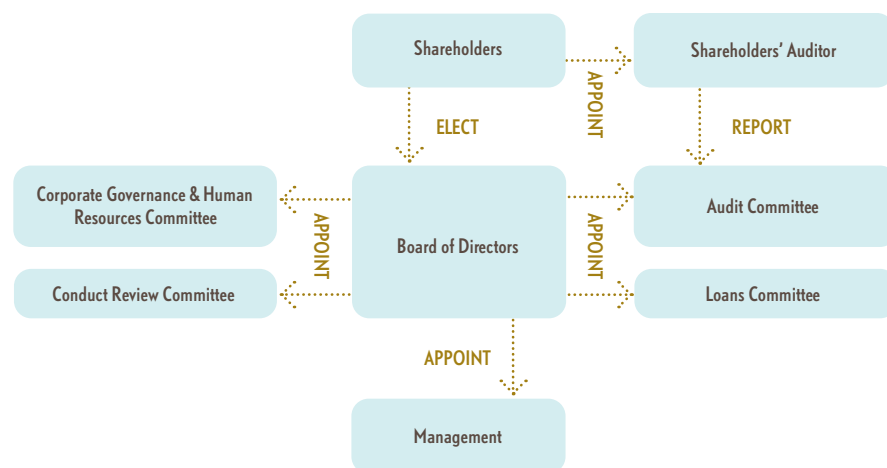 Shareholders
Shareholders’ Auditor
APPOINT
ELECT
REPORT
Corporate Governance & Human
Resources Committee
APPOINT
Board of Directors
APPOINT
Audit Committee
Conduct Review Committee
Loans Committee
APPOINT
Management